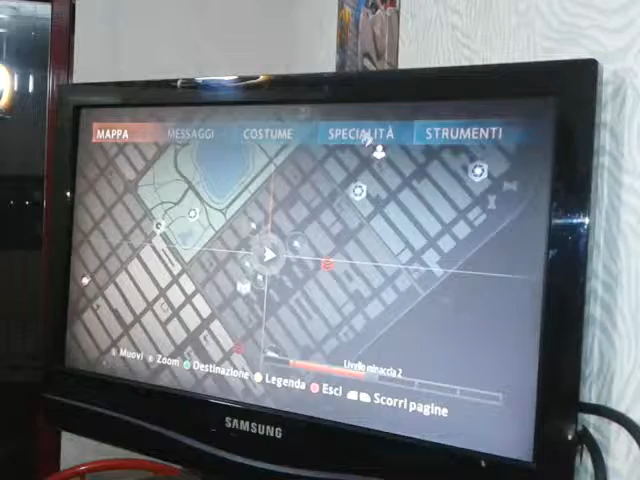 MAPPA MESSAGGI COSTUME SPECIALITÀ STRUMENTI
Livello minaccia 2
Muovi Zoom Destinazione Legenda Esci Scorri pagine
SAMSUNG